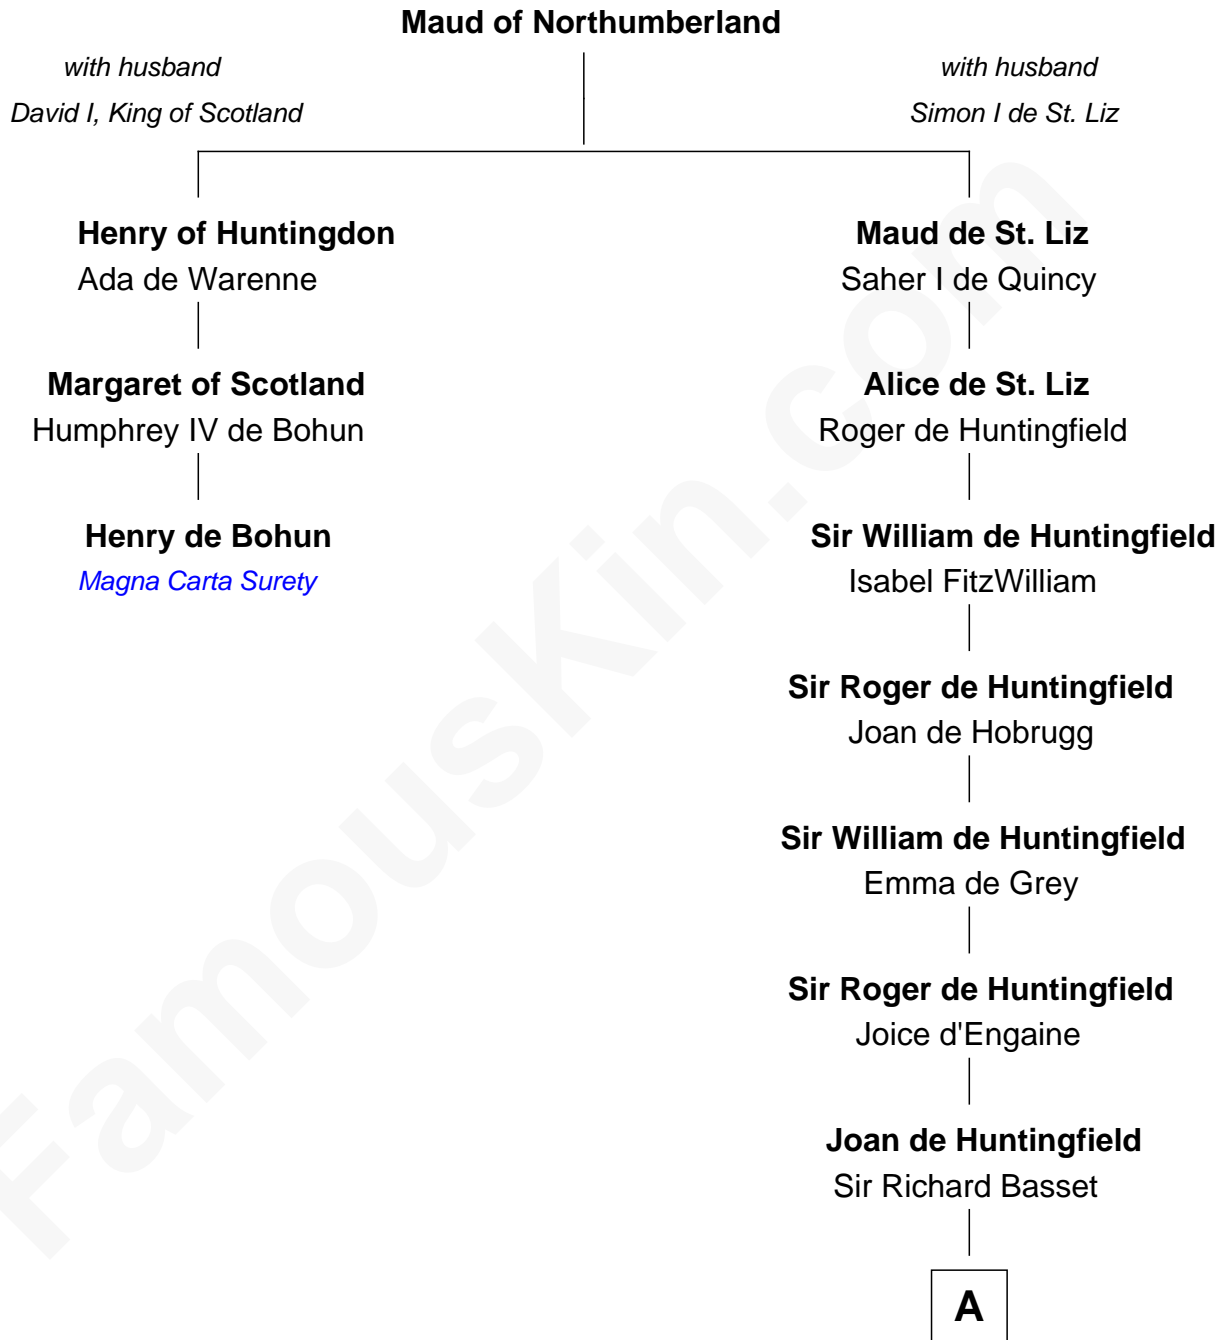 Maud of Northumberland
with husband
David I, King of Scotland
with husband
Simon I de St. Liz
Henry of Huntingdon
Ada de Warenne
Margaret of Scotland
Humphrey IV de Bohun
Henry de Bohun
Magna Carta Surety
Maud de St. Liz
Saher I de Quincy
Alice de St. Liz
Roger de Huntingfield
Sir William de Huntingfield
Isabel FitzWilliam
Sir Roger de Huntingfield
Joan de Hobrugg
Sir William de Huntingfield
Emma de Grey
Sir Roger de Huntingfield
Joice d'Engaine
Joan de Huntingfield
Sir Richard Basset
A
FamousKin.com